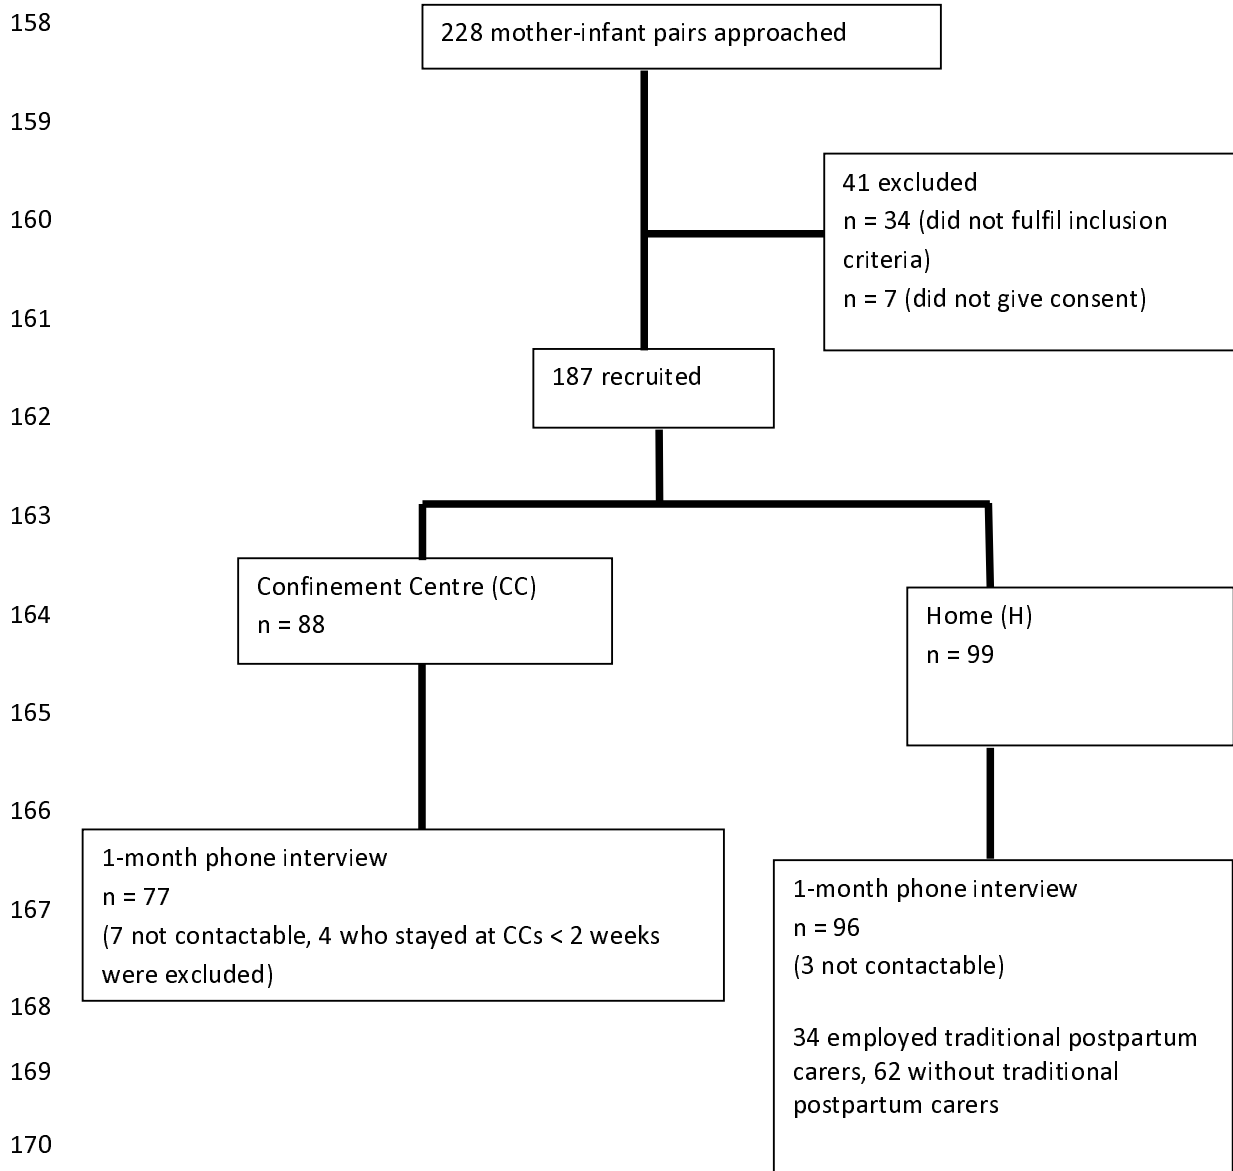 158
228 mother-infant pairs approached
159
41 excluded
160
n = 34 (did not fulfil inclusion
criteria)
n = 7 (did not give consent)
161
187 recruited
162
163
Confinement Centre (CC)
n = 88
164
Home (H)
n = 99
165
166
1-month phone interview
n = 77
167
(7 not contactable, 4 who stayed at CCs < 2 weeks
were excluded)
1-month phone interview
n = 96
(3 not contactable)
168
34 employed traditional postpartum
169
carers, 62 without traditional
postpartum carers
170